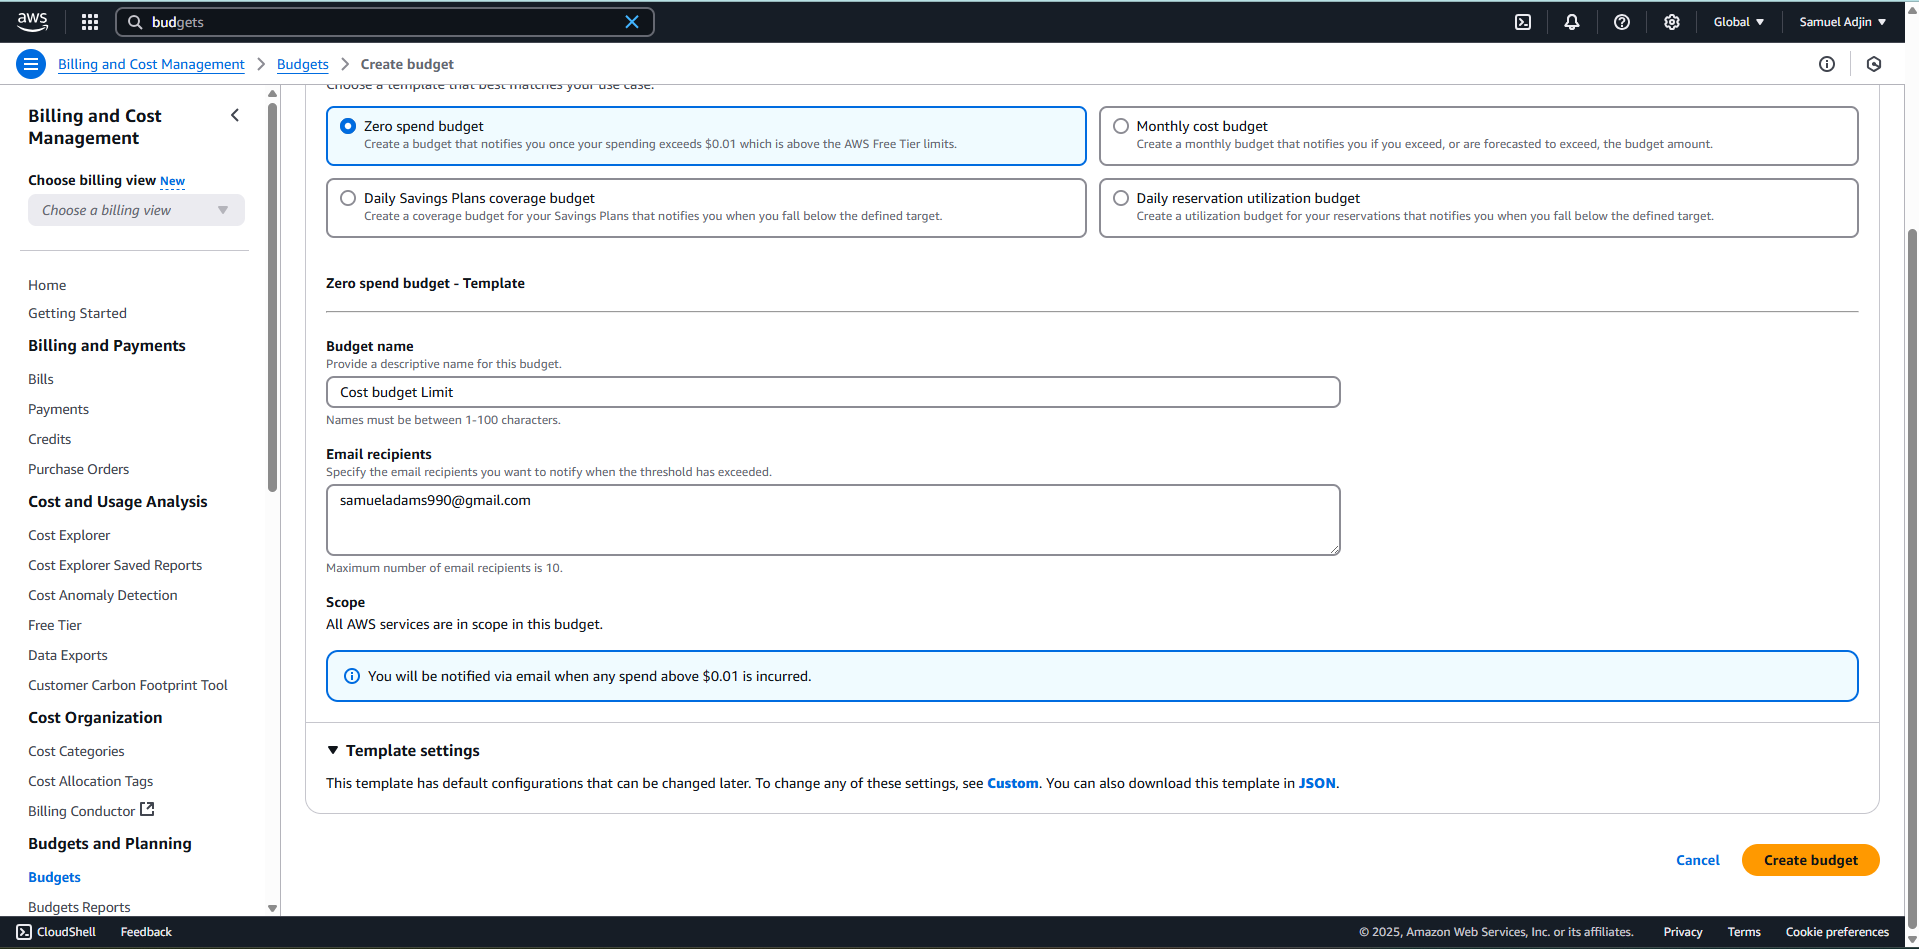 aws
budgets
Global
Samuel Adjin
Billing and Cost Management
Budgets
Create budget
Billing and Cost
Management
Choose billing view New
Choose a billing view
Home
Getting Started
Billing and Payments
Bills
Payments
Credits
Purchase Orders
Cost and Usage Analysis
Cost Explorer
Cost Explorer Saved Reports
Cost Anomaly Detection
Free Tier
Data Exports
Customer Carbon Footprint Tool
Cost Organization
Cost Categories
Cost Allocation Tags
Billing Conductor
Budgets and Planning
Budgets
Budgets Reports
Choose a template that best matches your use case.
Zero spend budget
Create a budget that notifies you once your spending exceeds $0.01 which is above the AWS Free Tier limits.
Monthly cost budget
Create a monthly budget that notifies you if you exceed, or are forecasted to exceed, the budget amount.
Daily Savings Plans coverage budget
Create a coverage budget for your Savings Plans that notifies you when you fall below the defined target.
Daily reservation utilization budget
Create a utilization budget for your reservations that notifies you when you fall below the defined target.
Zero spend budget - Template
Budget name
Provide a descriptive name for this budget.
Cost budget Limit
Names must be between 1-100 characters.
Email recipients
Specify the email recipients you want to notify when the threshold has exceeded.
samueladams990@gmail.com
Maximum number of email recipients is 10.
Scope
All AWS services are in scope in this budget.
You will be notified via email when any spend above $0.01 is incurred.
Template settings
This template has default configurations that can be changed later. To change any of these settings, see Custom. You can also download this template in JSON.
Cancel
Create budget
CloudShell
Feedback
© 2025, Amazon Web Services, Inc. or its affiliates.
Privacy
Terms
Cookie preferences